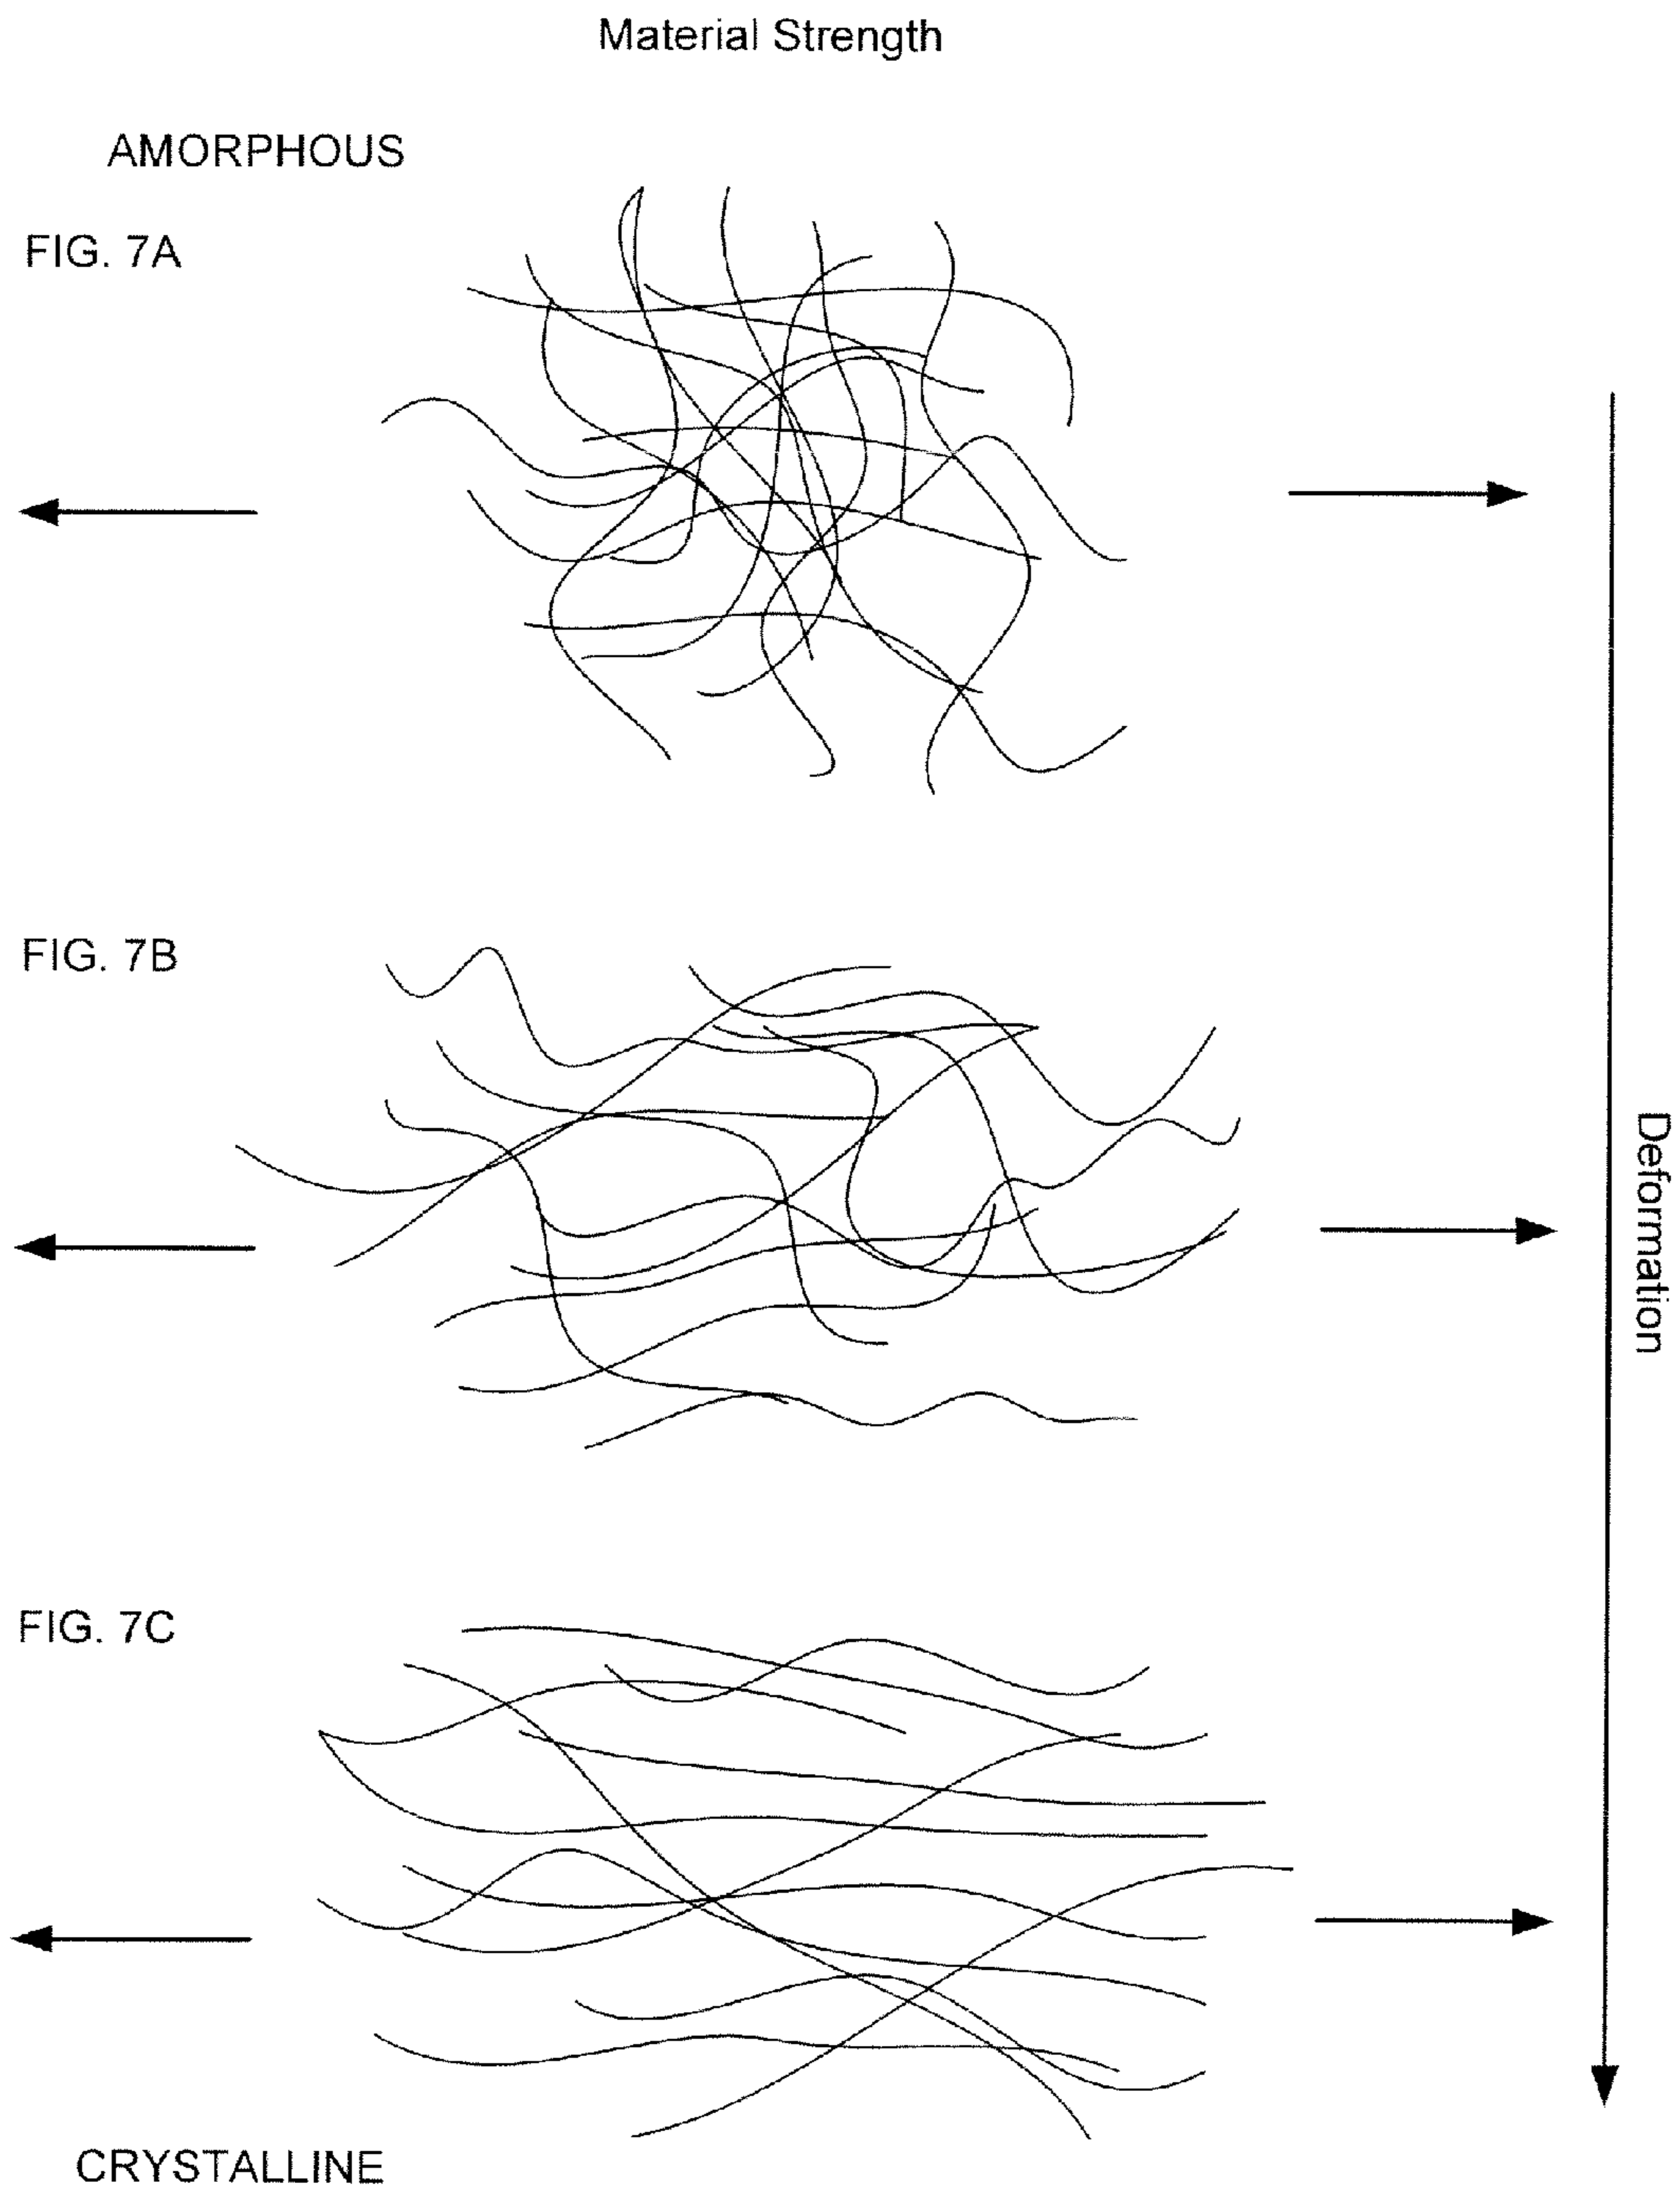 Material Strength
AMORPHOUS
FIG. 7A
FIG. 7B
Deformation
FIG. 7C
CRYSTALLINE